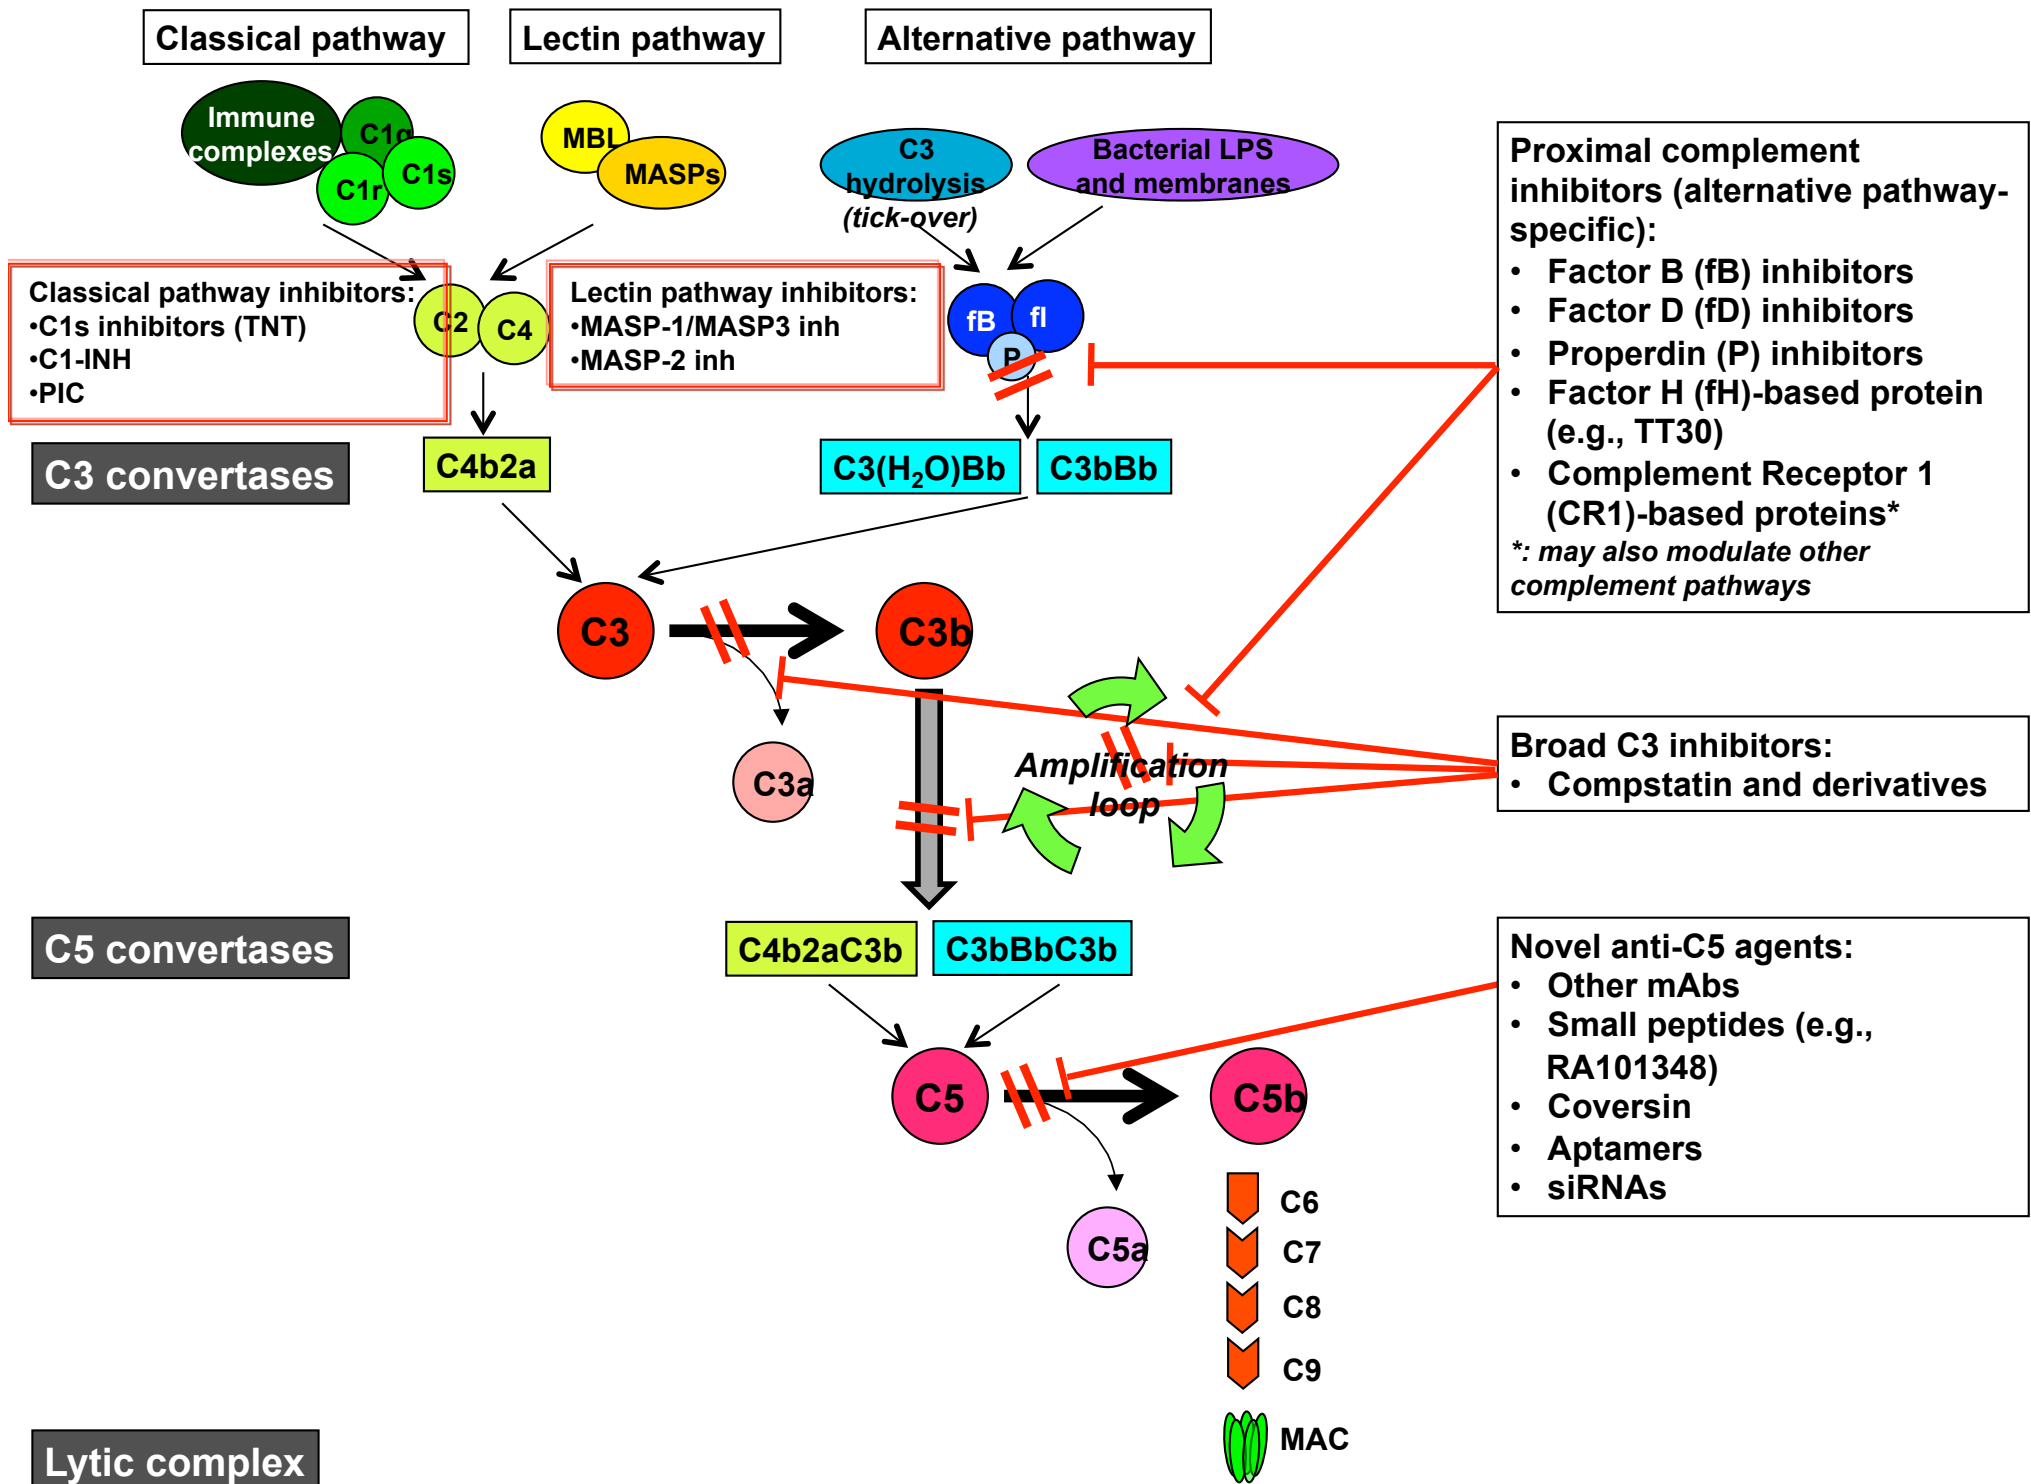 Classical pathway
Lectin pathway
Alternative pathway
Immune
complexes
C1q
C1r
C1s
MBL
MASPs
C3
hydrolysis
(tick-over)
Bacterial LPS
and membranes
Classical pathway inhibitors:
•C1s inhibitors (TNT)
•C1-INH
•PIC
C2
C4
Lectin pathway inhibitors:
•MASP-1/MASP3 inh
•MASP-2 inh
fB
fI
P
Proximal complement
inhibitors (alternative pathway-
specific):
• Factor B (fB) inhibitors
• Factor D (fD) inhibitors
• Properdin (P) inhibitors
• Factor H (fH)-based protein
(e.g., TT30)
• Complement Receptor 1
(CR1)-based proteins*
*: may also modulate other
complement pathways
C3 convertases
C4b2a
C3(H₂O)Bb
C3bBb
C3
C3b
C3a
Amplification
loop
Broad C3 inhibitors:
• Compstatin and derivatives
C5 convertases
C4b2aC3b
C3bBbC3b
Novel anti-C5 agents:
• Other mAbs
• Small peptides (e.g.,
RA101348)
• Coversin
• Aptamers
• siRNAs
C5
C5b
C5a
C6
C7
C8
C9
MAC
Lytic complex